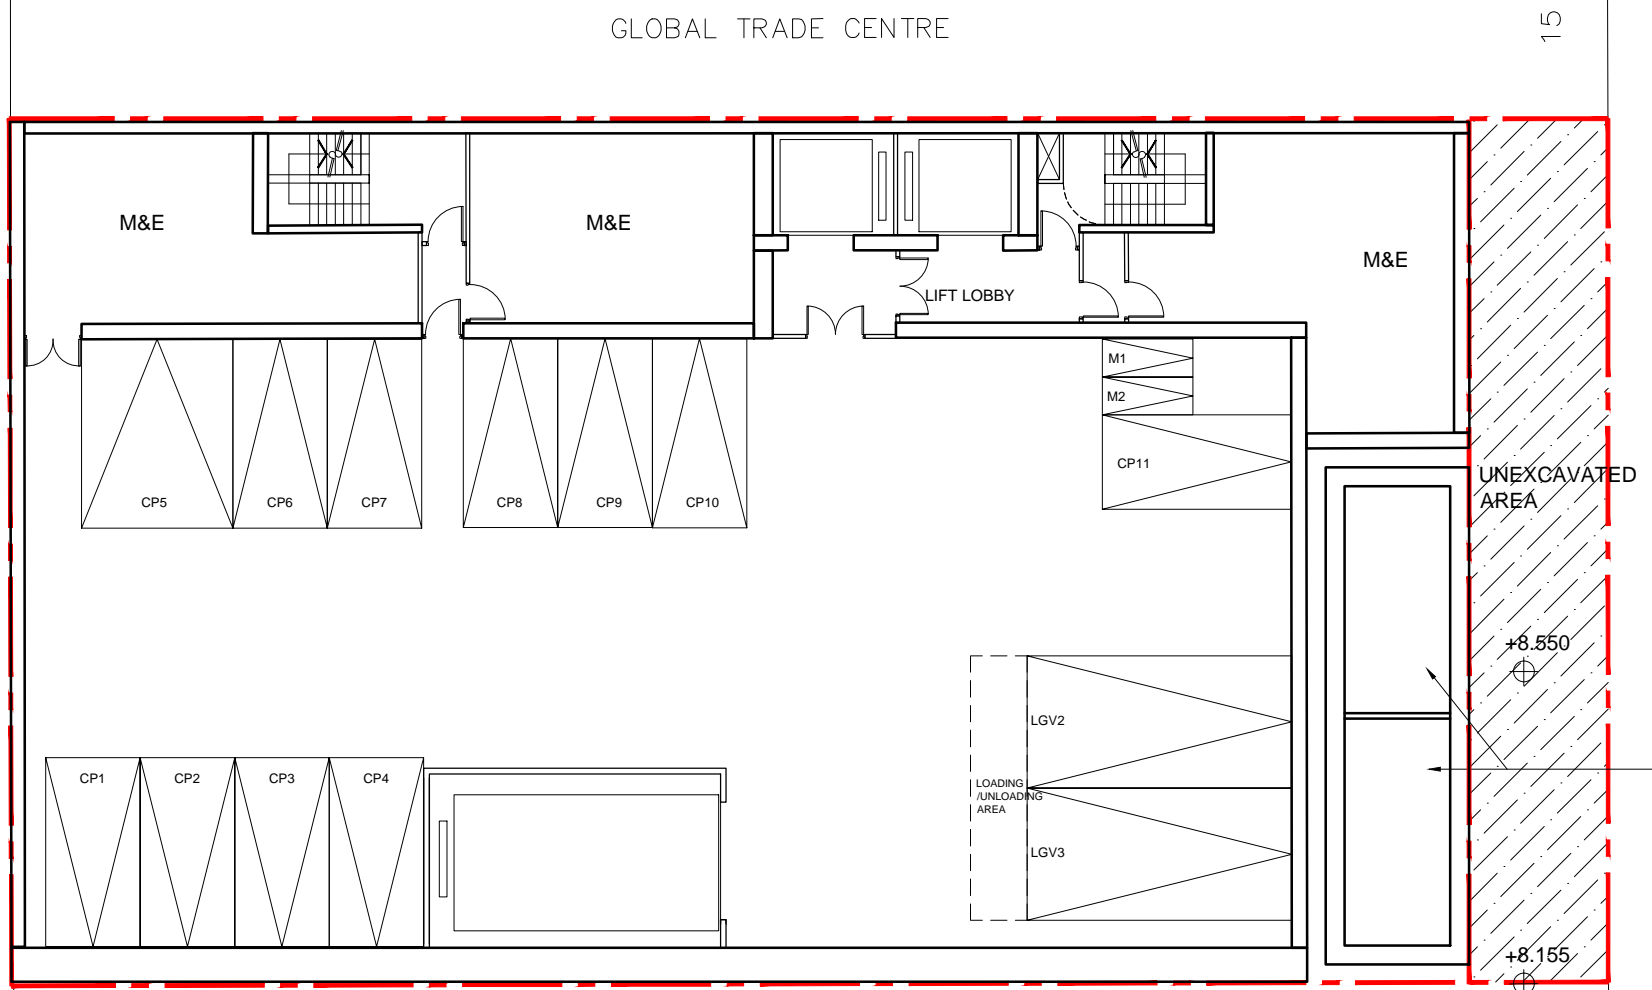 GLOBAL TRADE CENTRE
15
M&E
M&E
M&E
LIFT LOBBY
M1
M2
CP11
CP5
CP6
CP7
CP8
CP9
CP10
UNEXCAVATED
AREA
+8.550
LGV2
CP1
CP2
CP3
CP4
LOADING
/UNLOADING
AREA
LGV3
+8.155